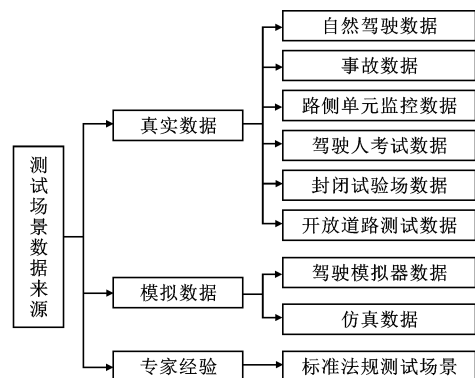 测试场景数据来源
真实数据
自然驾驶数据
事故数据
路侧单元监控数据
驾驶人考试数据
封闭试验场数据
开放道路测试数据
模拟数据
驾驶模拟器数据
仿真数据
专家经验
标准法规测试场景